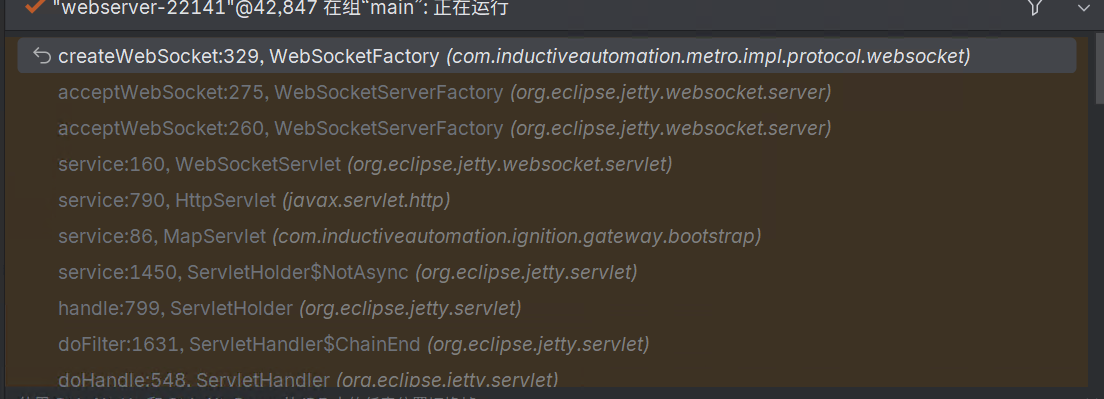 "webserver-22141"@42,847 在组“main”: 正在运行
createWebSocket:329, WebSocketFactory (com.inductiveautomation.metro.impl.protocol.websocket)
acceptWebSocket:275, WebSocketServerFactory (org.eclipse.jetty.websocket.server)
acceptWebSocket:260, WebSocketServerFactory (org.eclipse.jetty.websocket.server)
service:160, WebSocketServlet (org.eclipse.jetty.websocket.servlet)
service:790, HttpServlet (javax.servlet.http)
service:86, MapServlet (com.inductiveautomation.ignition.gateway.bootstrap)
service:1450, ServletHolder$NotAsync (org.eclipse.jetty.servlet)
handle:799, ServletHolder (org.eclipse.jetty.servlet)
doFilter:1631, ServletHandler$ChainEnd (org.eclipse.jetty.servlet)
doHandle:548, ServletHandler (org.eclipse.jetty.servlet)